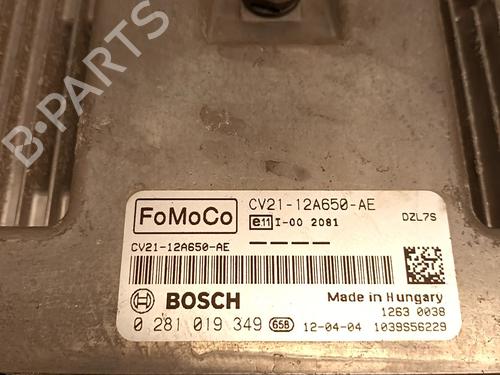 B-PARTS
FoMoCo
CV21-12A650-AE
e11 I-00 2081
DZL7S
CV21-12A650-AE
BOSCH
Made in Hungary
1263 0038
0 281 019 349 658 12-04-04 1039S56229